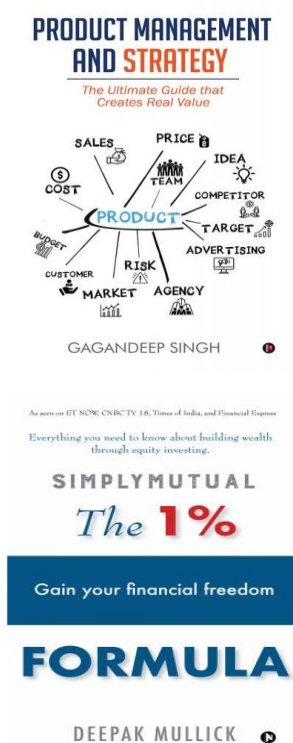 PRODUCT MANAGEMENT
AND STRATEGY
The Ultimate Guide that
Creates Real Value
SALES
PRICE
IDEA
COST
TEAM
COMPETITOR
PRODUCT
TARGET
BUDGET
ADVERTISING
CUSTOMER
RISK
MARKET
AGENCY
GAGANDEEP SINGH
As seen on ET NOW, CNBC TV 18, Times of India, and Financial Express
Everything you need to know about building wealth
through equity investing.
SIMPLYMUTUAL
The 1%
Gain your financial freedom
FORMULA
DEEPAK MULLICK